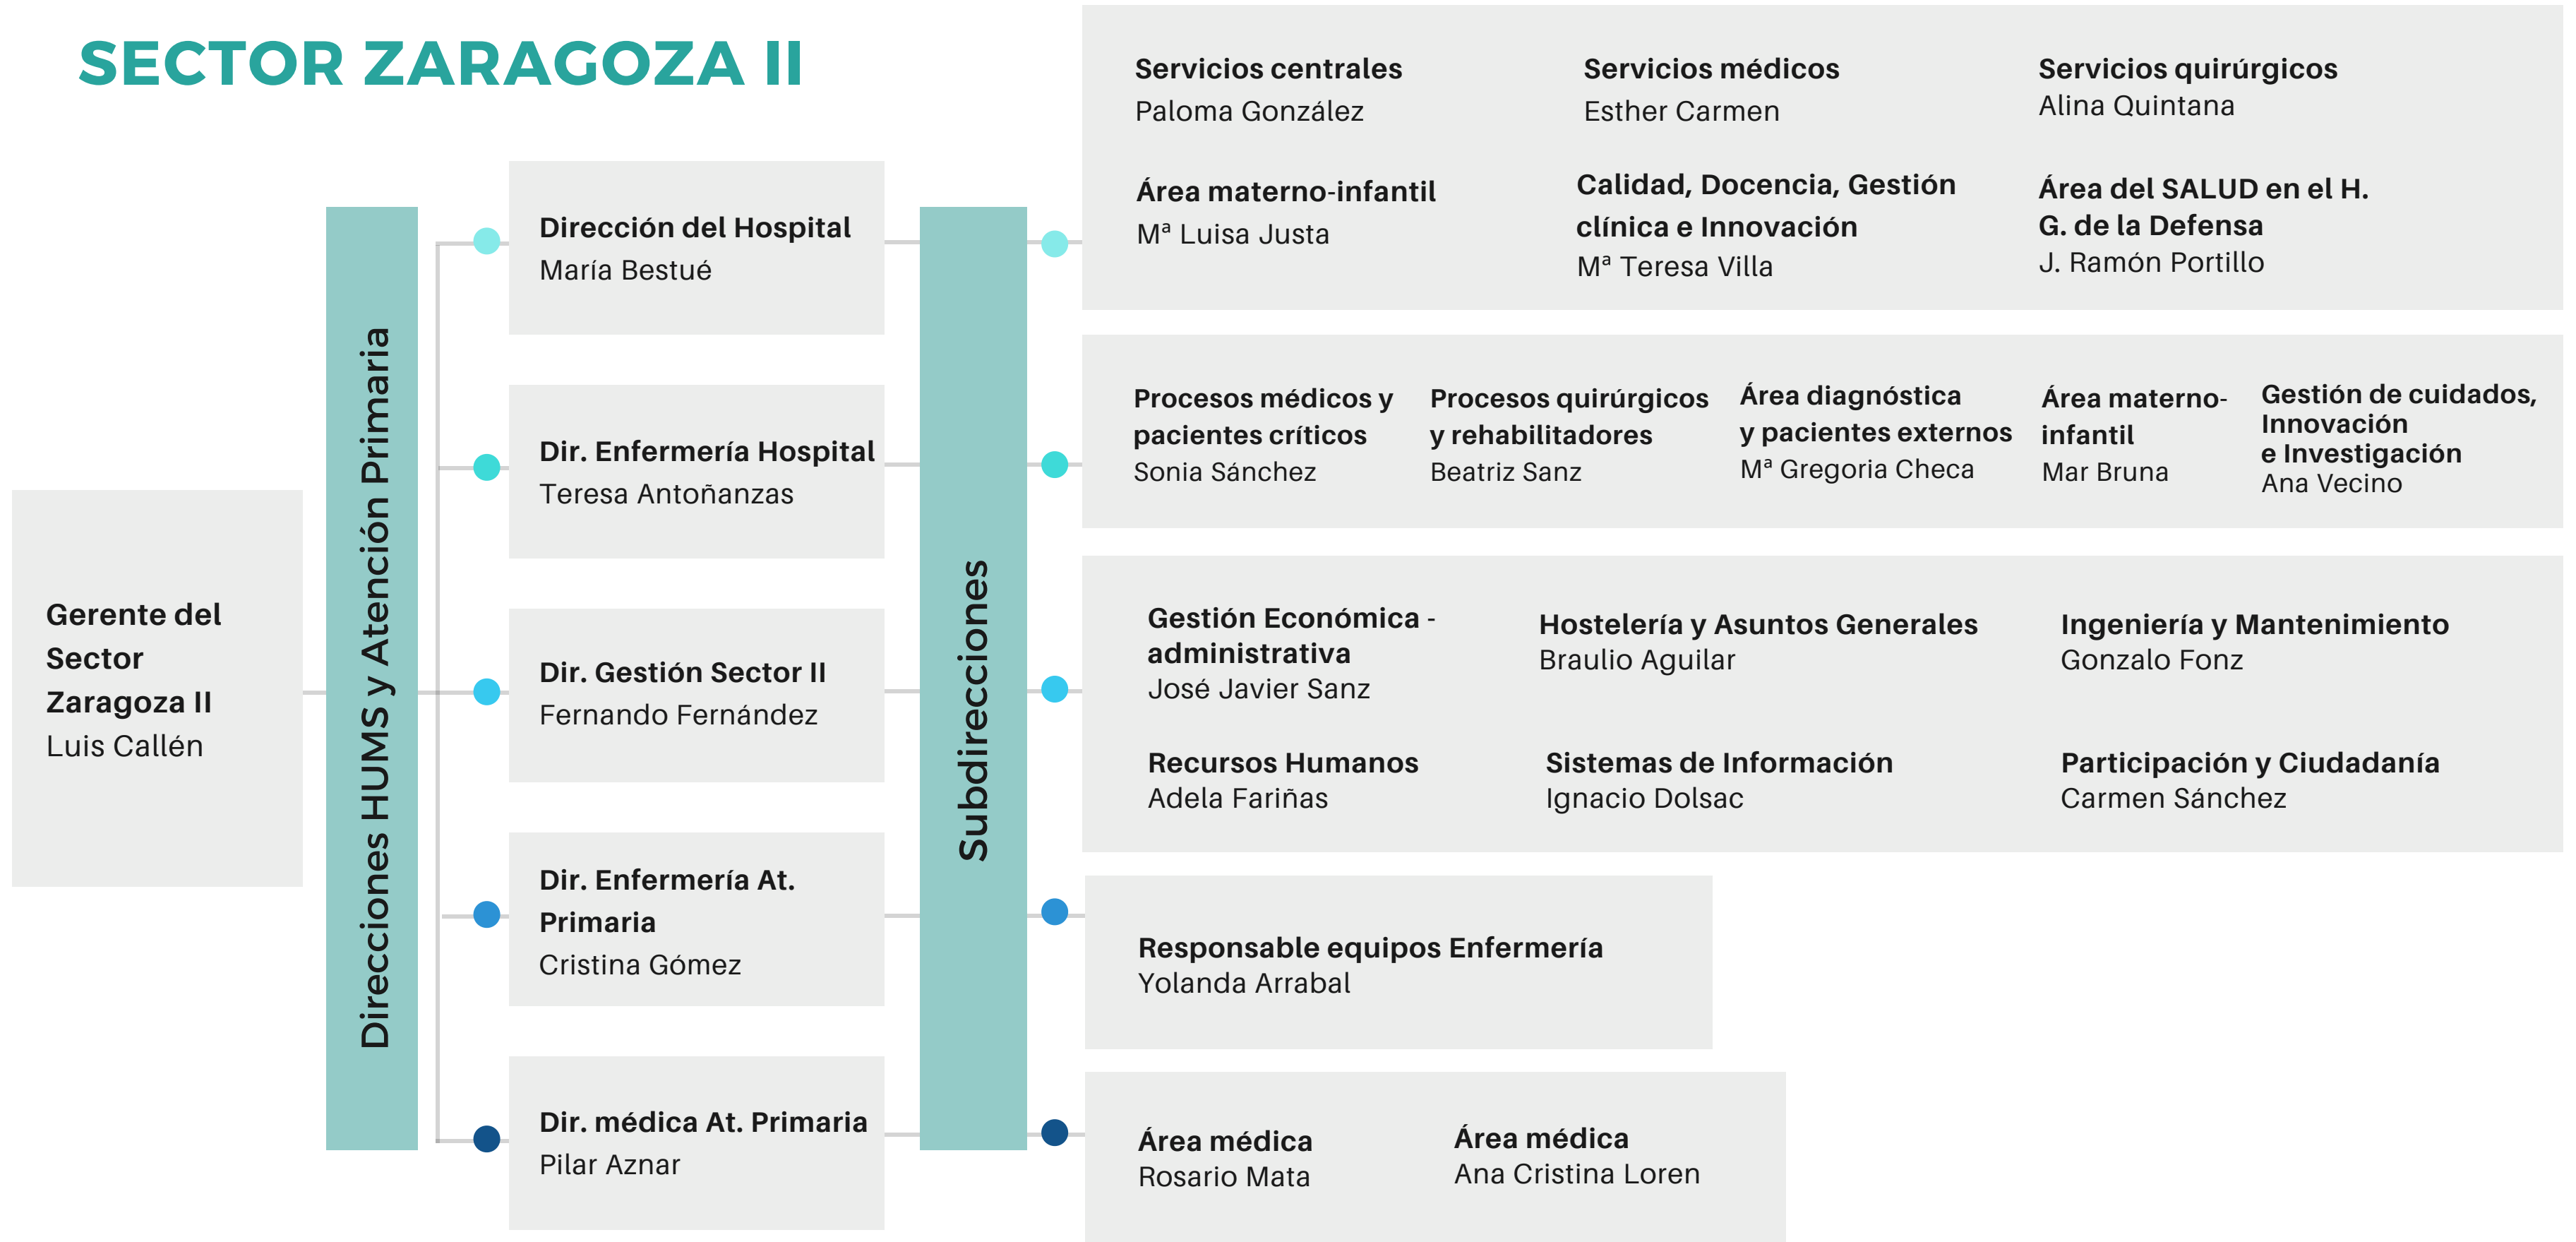 SECTOR ZARAGOZA II
Gerente del
Sector
Zaragoza II
Luis Callén
Direcciones HUMS y Atención Primaria
Dirección del Hospital
María Bestué
Dir. Enfermería Hospital
Teresa Antoñanzas
Dir. Gestión Sector II
Fernando Fernández
Dir. Enfermería At.
Primaria
Cristina Gómez
Dir. médica At. Primaria
Pilar Aznar
Subdirecciones
Servicios centrales
Paloma González
Servicios médicos
Esther Carmen
Servicios quirúrgicos
Alina Quintana
Área materno-infantil
Mª Luisa Justa
Calidad, Docencia, Gestión
clínica e Innovación
Mª Teresa Villa
Área del SALUD en el H.
G. de la Defensa
J. Ramón Portillo
Procesos médicos y
pacientes críticos
Sonia Sánchez
Procesos quirúrgicos
y rehabilitadores
Beatriz Sanz
Área diagnóstica
y pacientes externos
Mª Gregoria Checa
Área materno-
infantil
Mar Bruna
Gestión de cuidados,
Innovación
e Investigación
Ana Vecino
Gestión Económica -
administrativa
José Javier Sanz
Hostelería y Asuntos Generales
Braulio Aguilar
Ingeniería y Mantenimiento
Gonzalo Fonz
Recursos Humanos
Adela Fariñas
Sistemas de Información
Ignacio Dolsac
Participación y Ciudadanía
Carmen Sánchez
Responsable equipos Enfermería
Yolanda Arrabal
Área médica
Rosario Mata
Área médica
Ana Cristina Loren